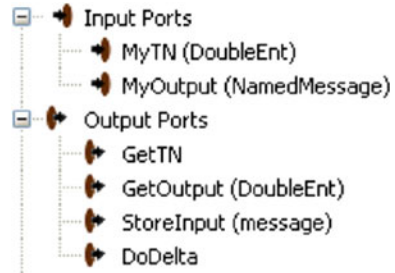 Input Ports
MyTN (DoubleEnt)
MyOutput (NamedMessage)
Output Ports
GetTN
GetOutput (DoubleEnt)
StoreInput (message)
DoDelta